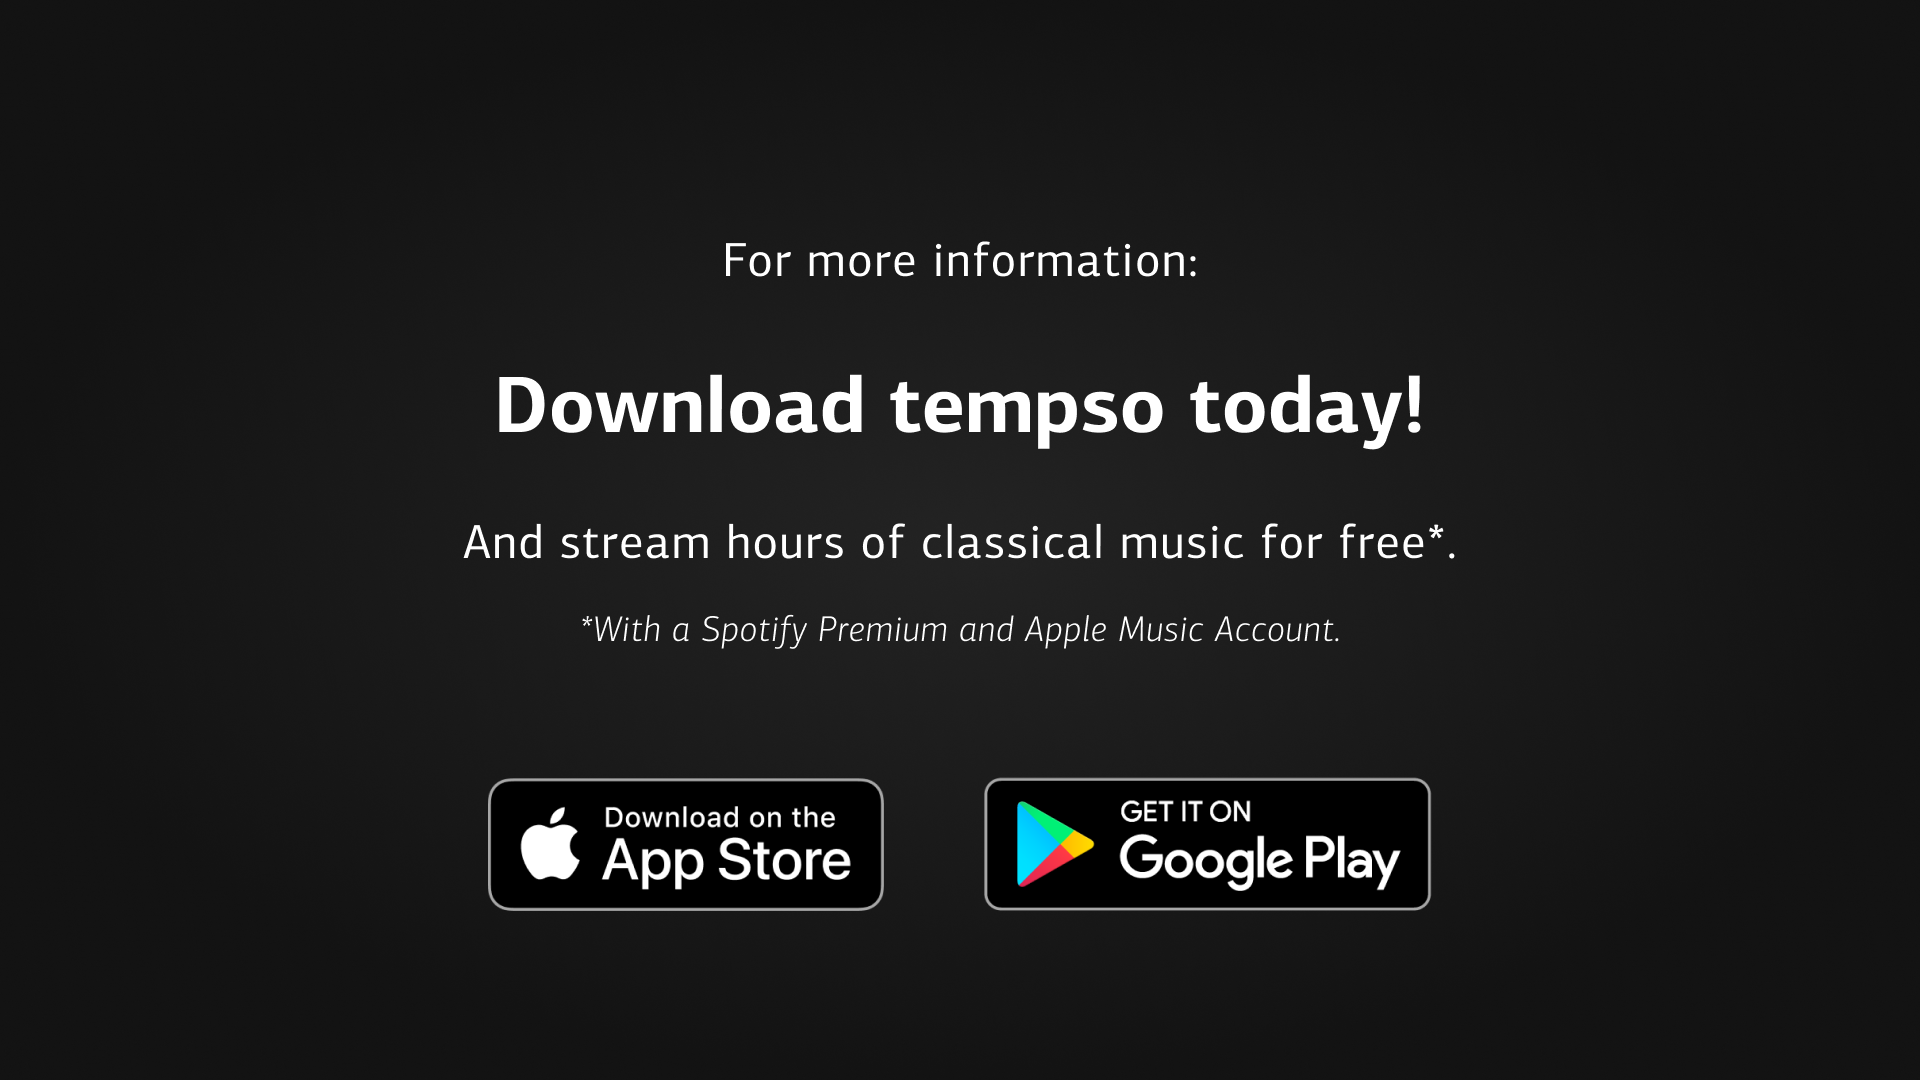 For more information:
Download tempso today!
And stream hours of classical music for free*.
*With a Spotify Premium and Apple Music Account.
Download on the
App Store
GET IT ON
Google Play